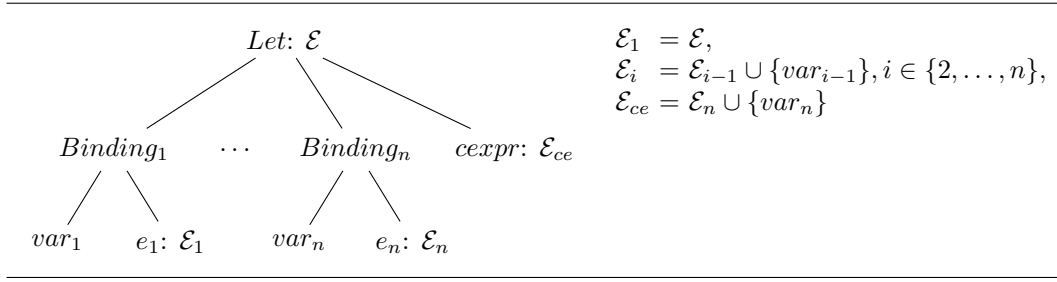 Let: ℰ
ℰ₁ = ℰ,
ℰᵢ = ℰᵢ₋₁ ∪ {varᵢ₋₁}, i ∈ {2, . . . , n},
ℰ_ce = ℰₙ ∪ {varₙ}
Binding₁ ⋯ Bindingₙ cexpr: ℰ_ce
var₁ e₁: ℰ₁ varₙ eₙ: ℰₙ